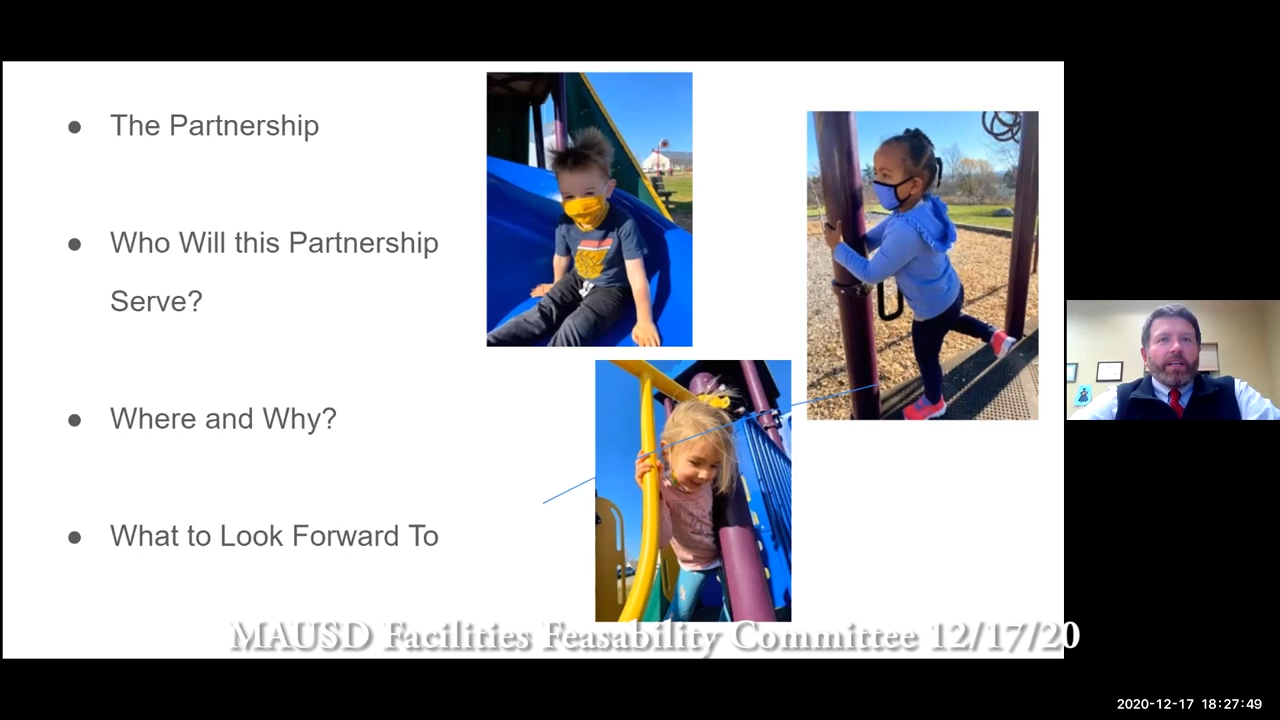 ● The Partnership
● Who Will this Partnership
Serve?
● Where and Why?
● What to Look Forward To
MAUSD Facilities Feasability Committee 12/17/20
2020-12-17 18:27:49